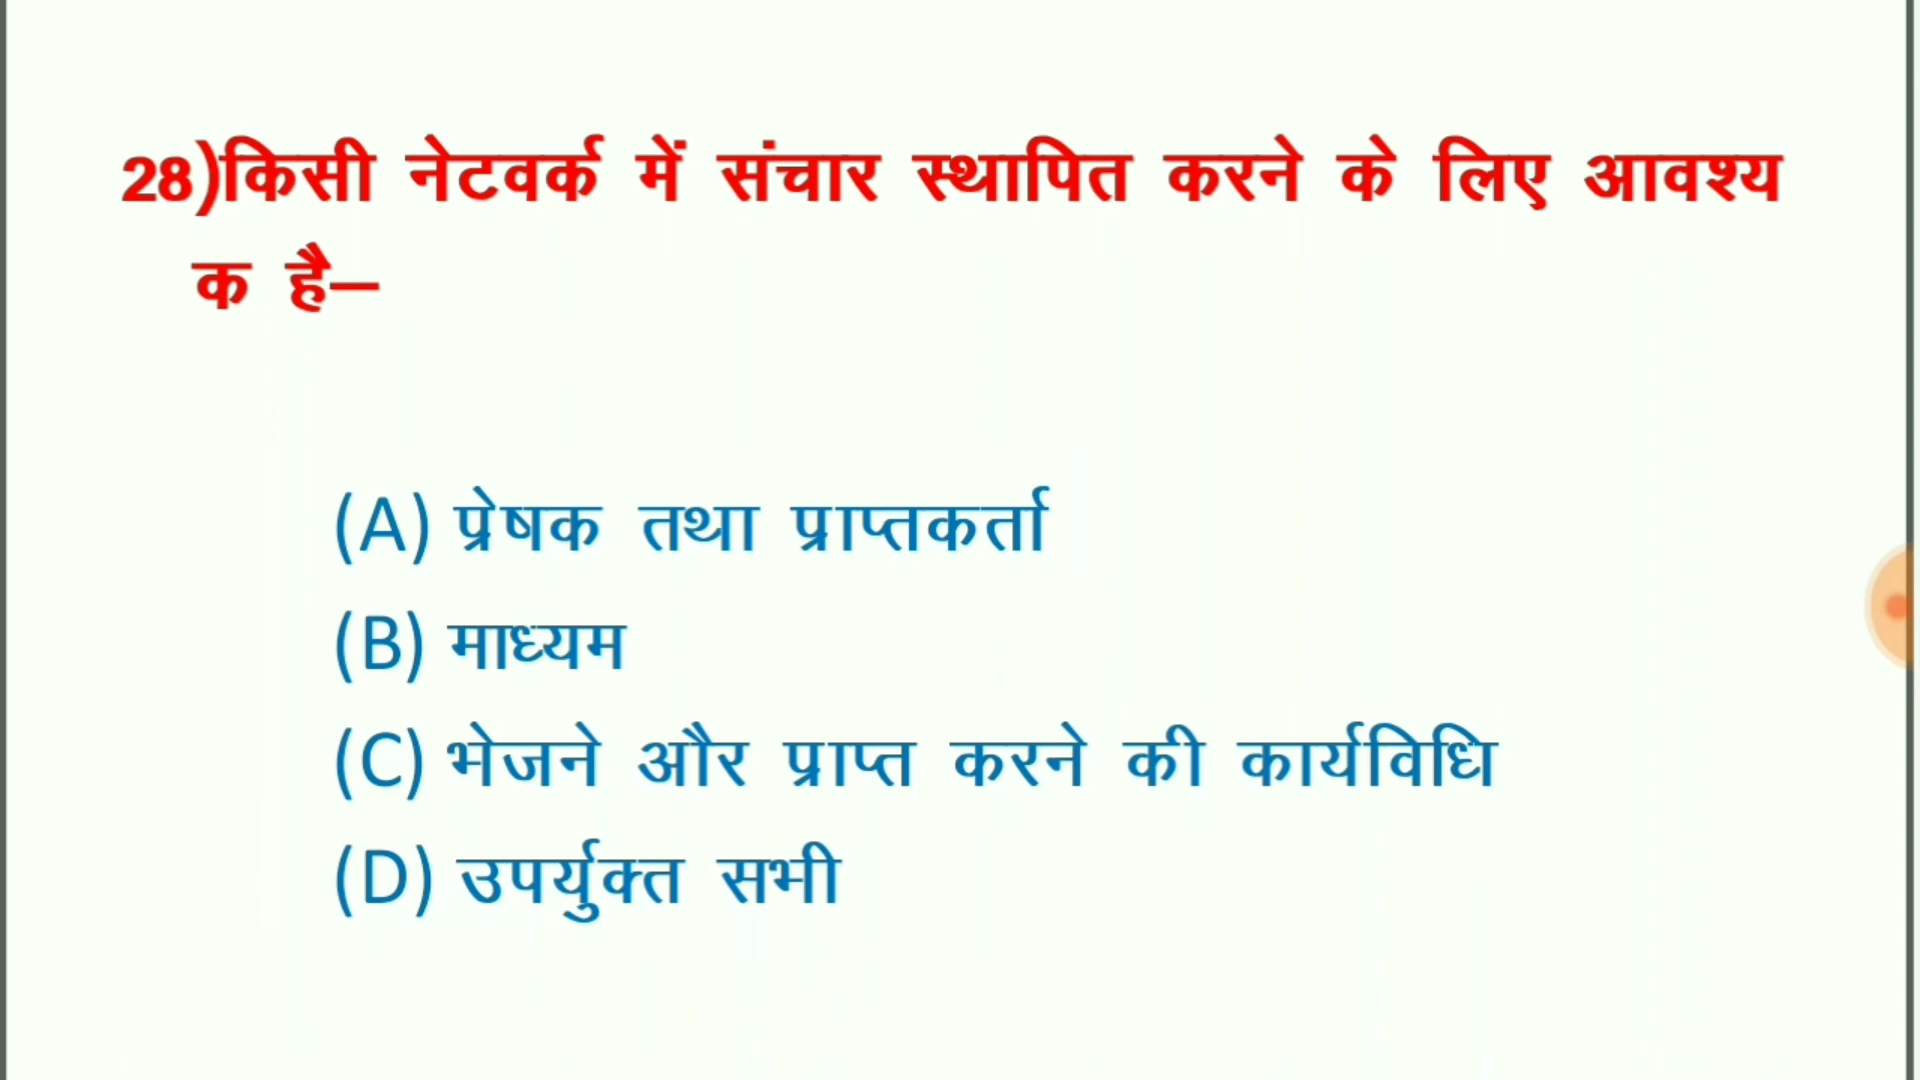 28)किसी नेटवर्क में संचार स्थापित करने के लिए आवश्य
क है–
(A) प्रेषक तथा प्राप्तकर्ता
(B) माध्यम
(C) भेजने और प्राप्त करने की कार्यविधि
(D) उपर्युक्त सभी